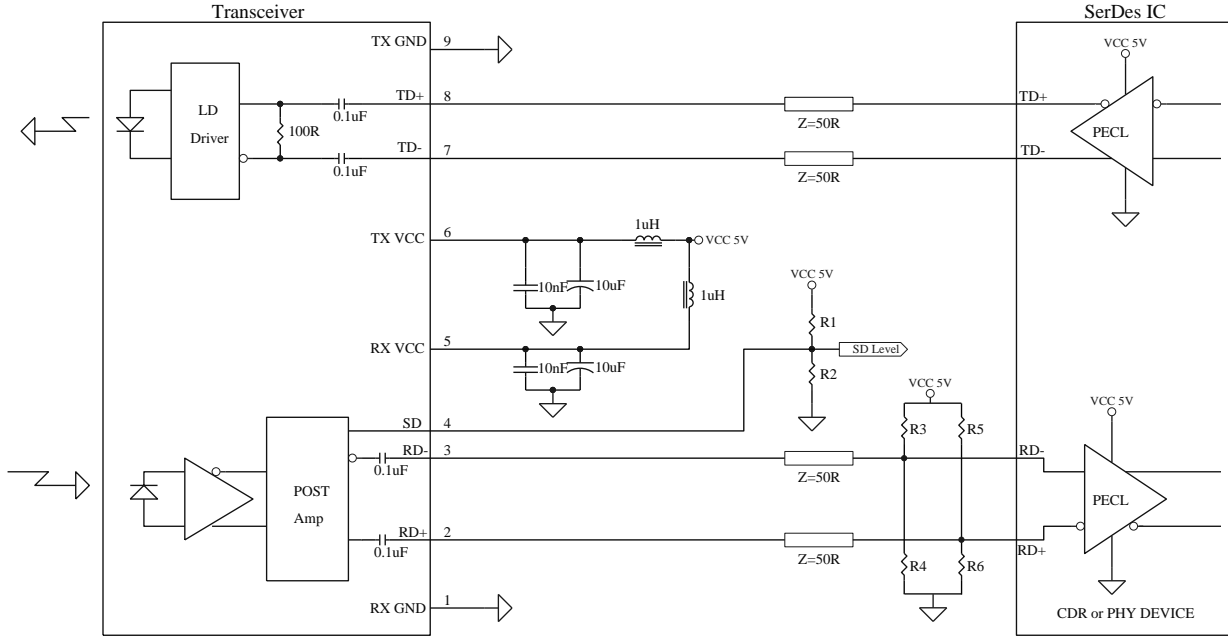 Transceiver
SerDes IC
TX GND 9
VCC 5V
LD
Driver
100R
0.1uF
TD+ 8
Z=50R
TD+
PECL
0.1uF
TD- 7
Z=50R
TD-
TX VCC 6
1uH
VCC 5V
10nF
10uF
1uH
VCC 5V
R1
RX VCC 5
SD Level
10nF
10uF
R2
VCC 5V
VCC 5V
SD 4
R3
R5
RD- 3
0.1uF
Z=50R
RD-
POST
Amp
PECL
RD+ 2
0.1uF
Z=50R
RD+
R4
R6
RX GND 1
CDR or PHY DEVICE